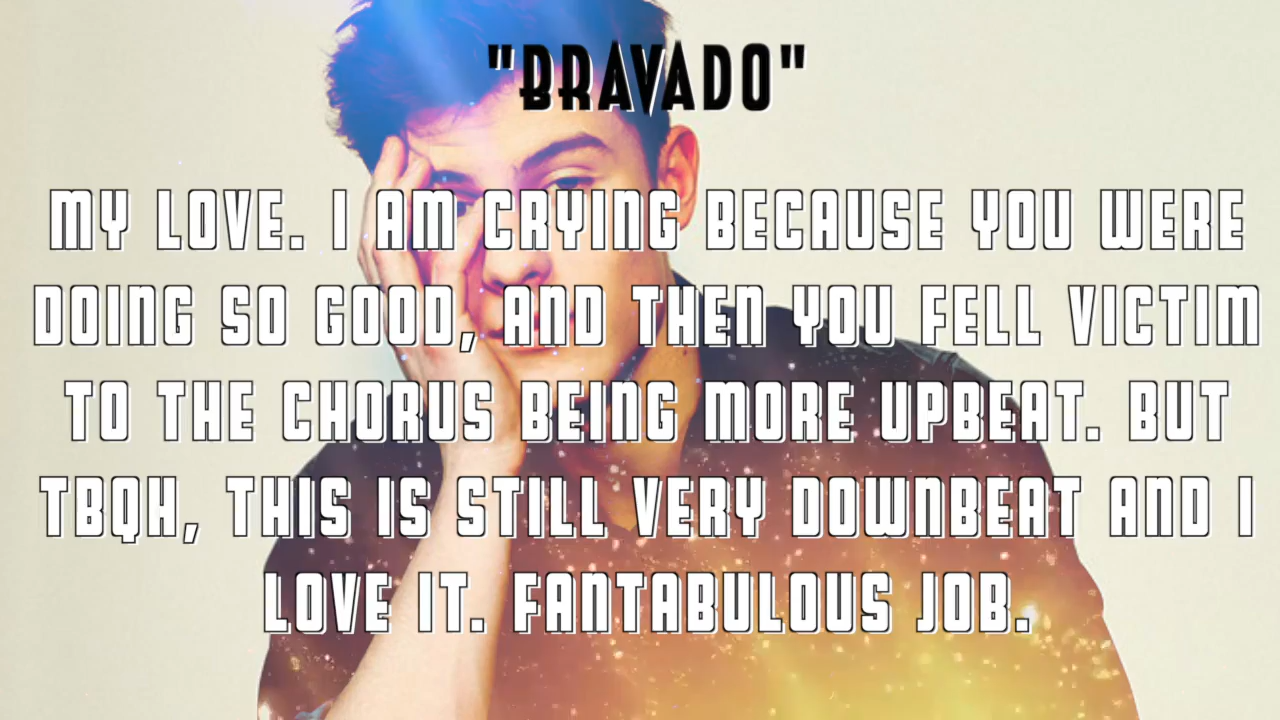 "BRAVADO"
MY LOVE. I AM CRYING BECAUSE YOU WERE
DOING SO GOOD, AND THEN YOU FELL VICTIM
TO THE CHORUS BEING MORE UPBEAT. BUT
TBQH, THIS IS STILL VERY DOWNBEAT AND I
LOVE IT. FANTABULOUS JOB.